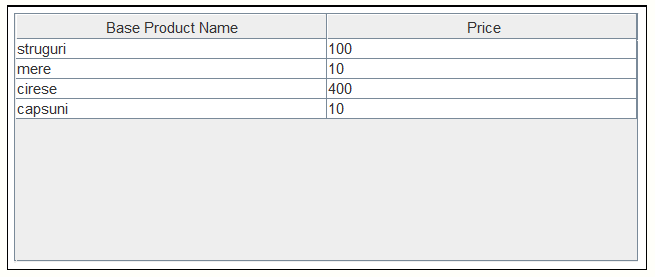 Base Product Name Price
struguri 100
mere 10
cirese 400
capsuni 10